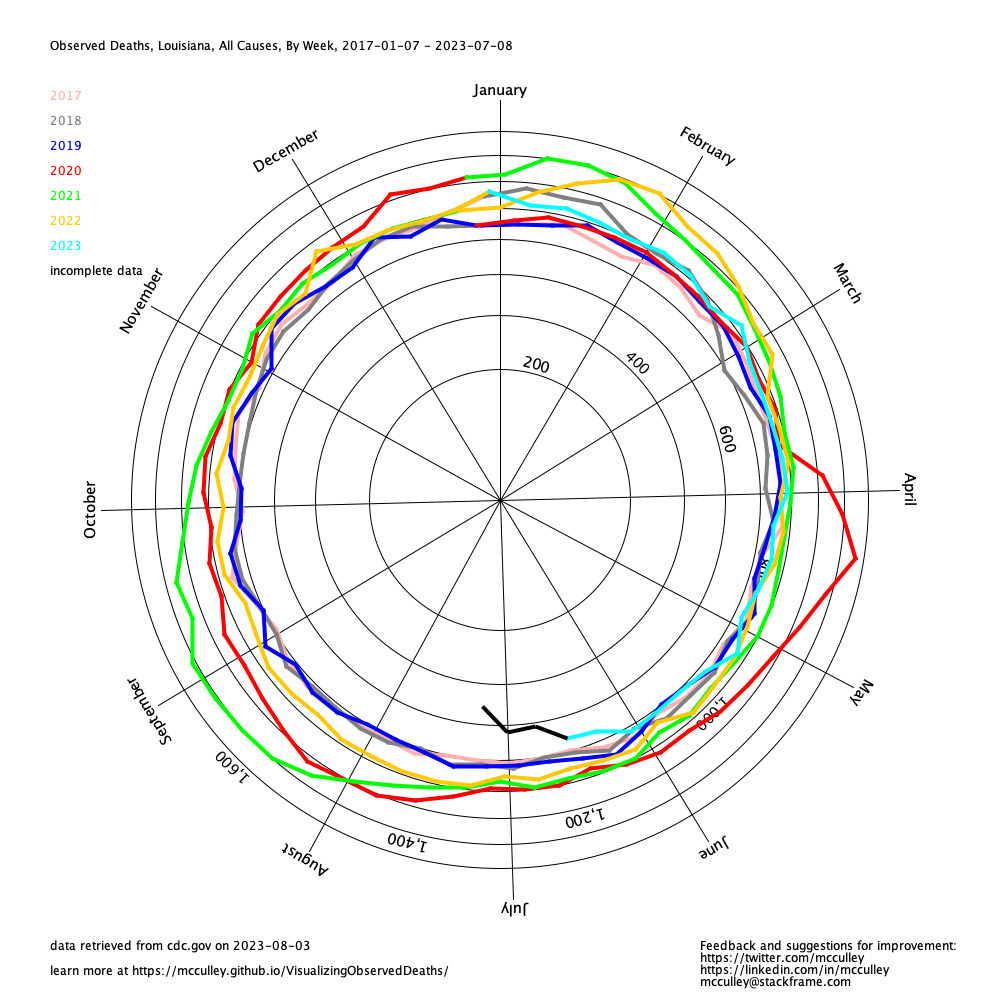 Observed Deaths, Louisiana, All Causes, By Week, 2017-01-07 - 2023-07-08
January
2017
2018
2019
2020
2021
2022
2023
incomplete data
December
February
November
March
200
400
600
October
April
1,000
September
May
1,600
1,200
1,400
August
June
July
data retrieved from cdc.gov on 2023-08-03
learn more at https://mcculley.github.io/VisualizingObservedDeaths/
Feedback and suggestions for improvement:
https://twitter.com/mcculley
https://linkedin.com/in/mcculley
mcculley@stackframe.com